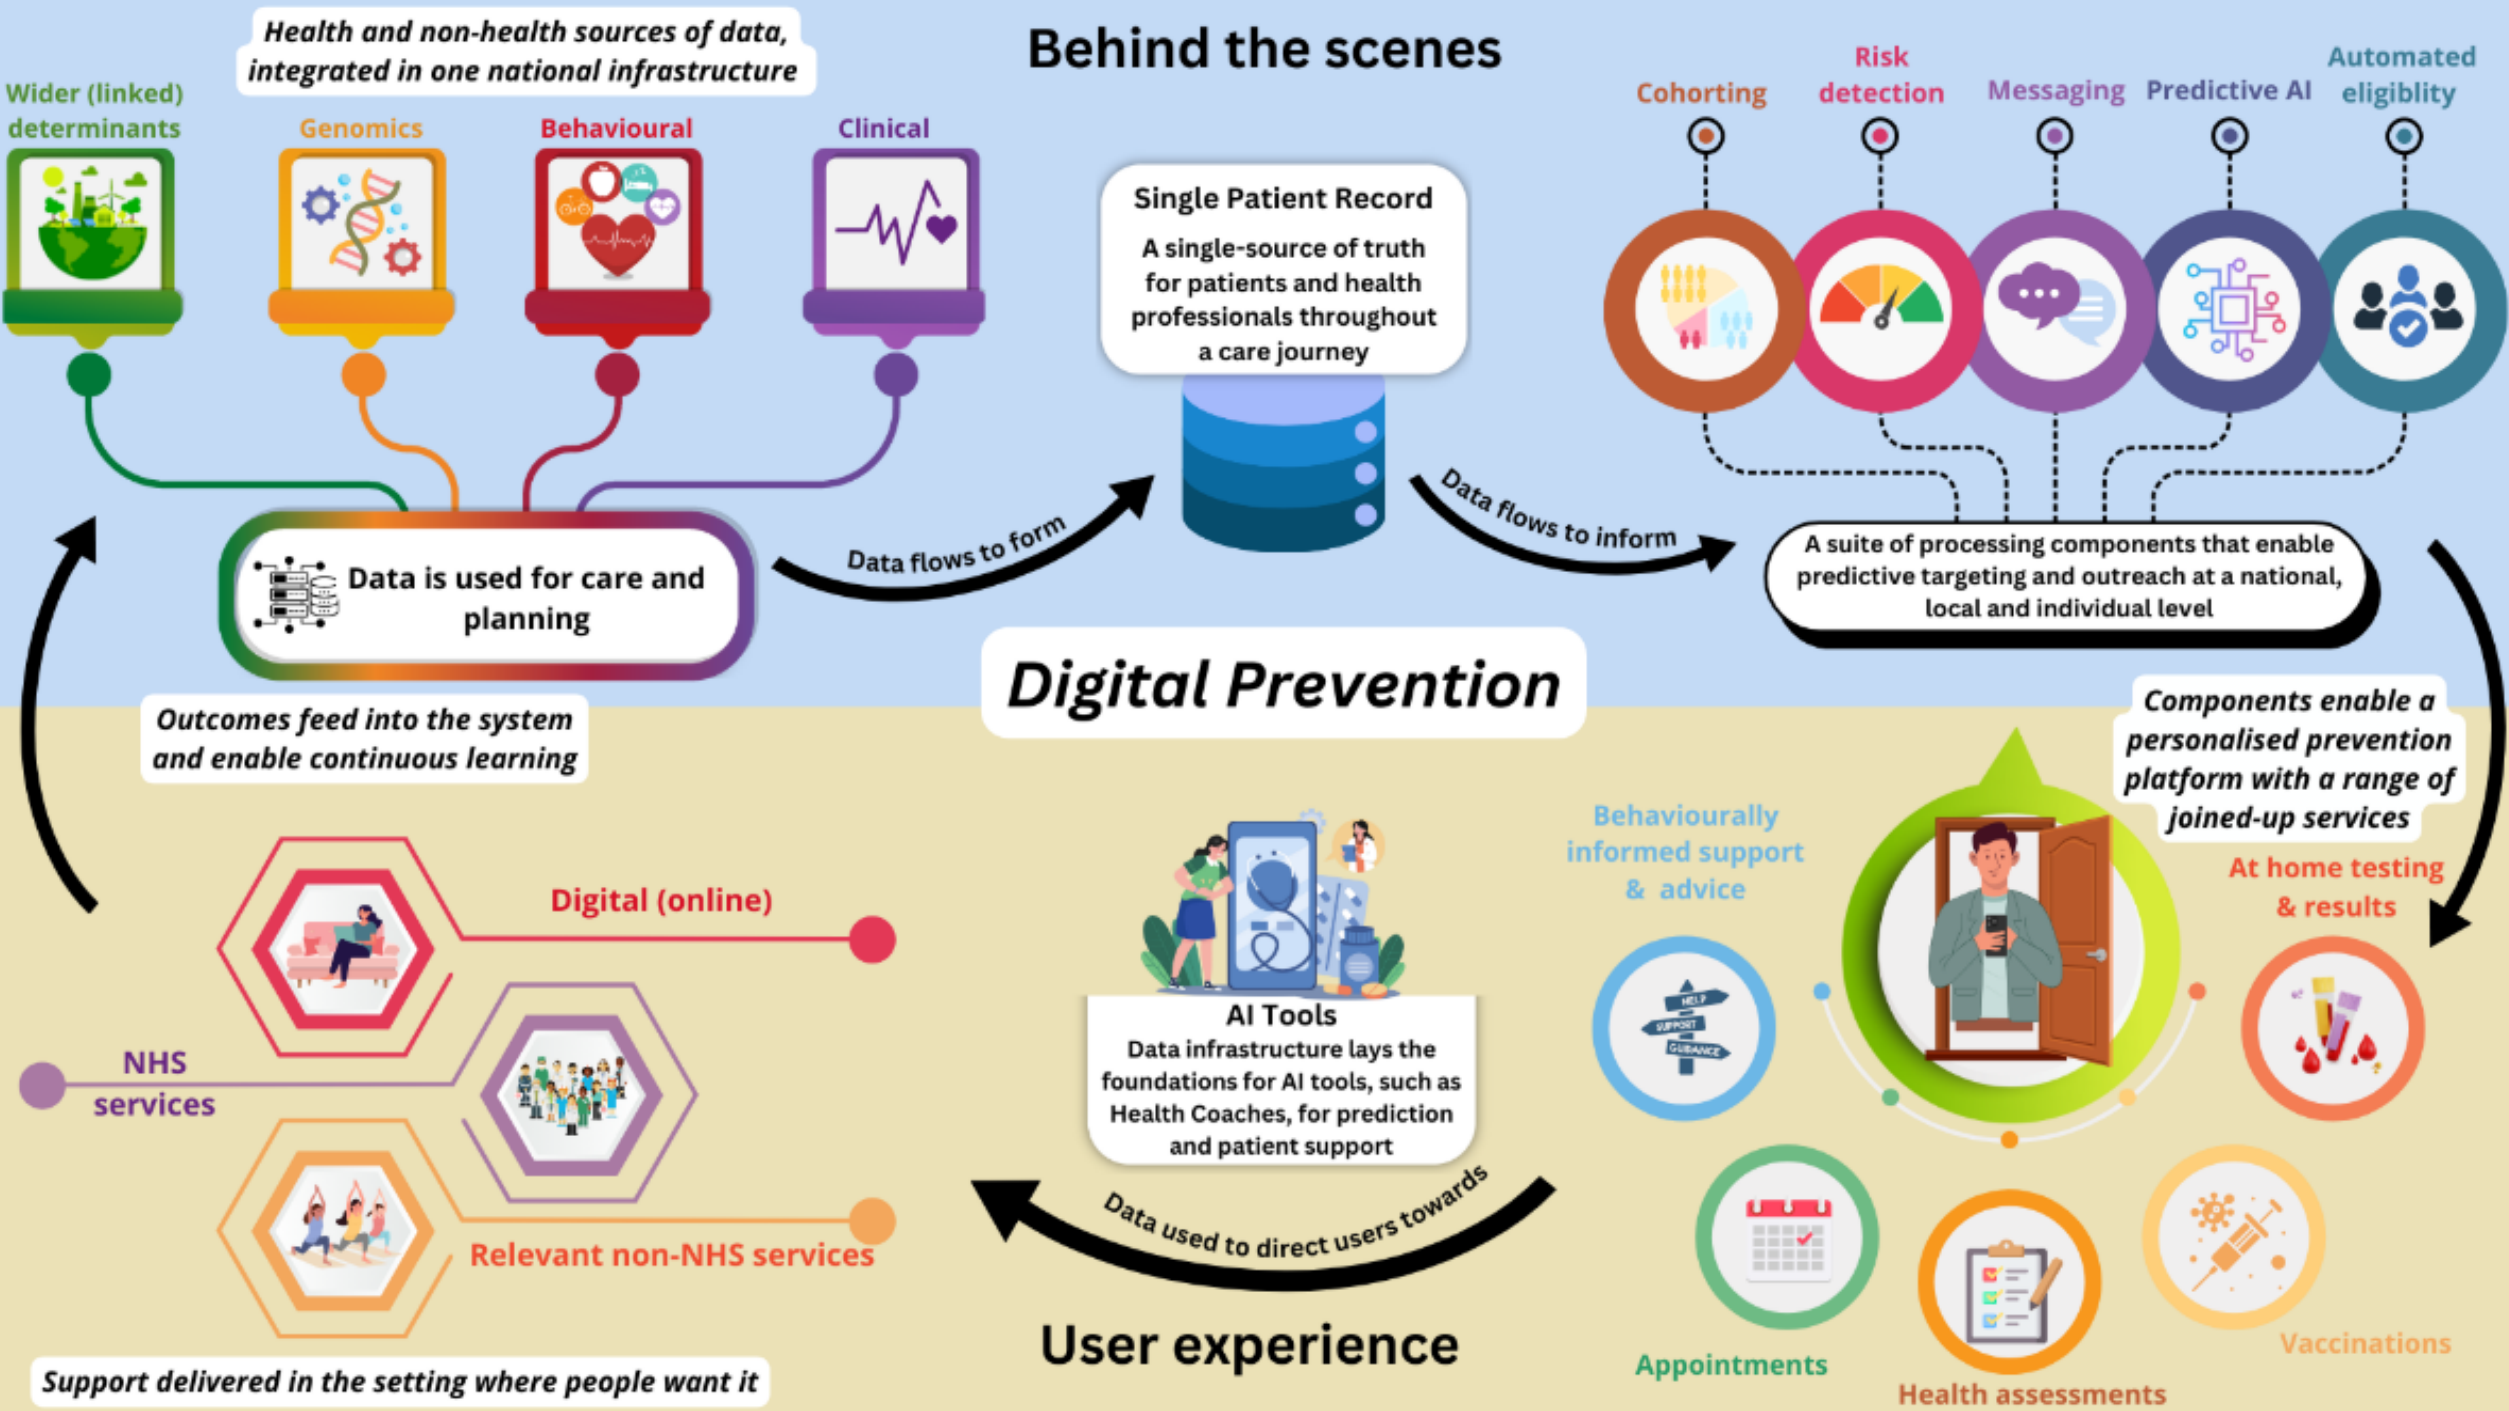 Behind the scenes
Health and non-health sources of data,
integrated in one national infrastructure
Wider (linked)
determinants
Genomics
Behavioural
Clinical
Data is used for care and
planning
Data flows to form
Single Patient Record
A single-source of truth
for patients and health
professionals throughout
a care journey
Data flows to inform
Cohorting
Risk
detection
Messaging
Predictive AI
Automated
eligiblity
A suite of processing components that enable
predictive targeting and outreach at a national,
local and individual level
Digital Prevention
Components enable a
personalised prevention
platform with a range of
joined-up services
Behaviourally
informed support
& advice
HELP
SUPPORT
GUIDANCE
At home testing
& results
Appointments
Health assessments
Vaccinations
AI Tools
Data infrastructure lays the
foundations for AI tools, such as
Health Coaches, for prediction
and patient support
Data used to direct users towards
User experience
Outcomes feed into the system
and enable continuous learning
Digital (online)
NHS
services
Relevant non-NHS services
Support delivered in the setting where people want it